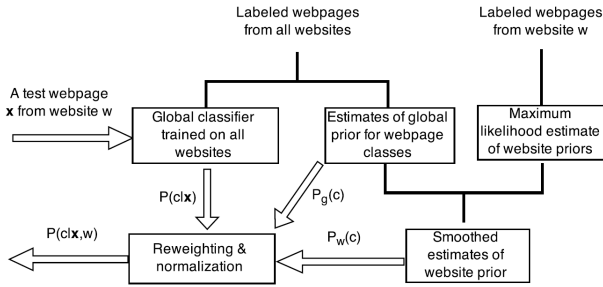 Labeled webpages
from all websites
Labeled webpages
from website w
A test webpage
x from website w
Global classifier
trained on all
websites
Estimates of global
prior for webpage
classes
Maximum
likelihood estimate
of website priors
P(c|x)
Pg(c)
P(c|x,w)
Reweighting &
normalization
Pw(c)
Smoothed
estimates of
website prior